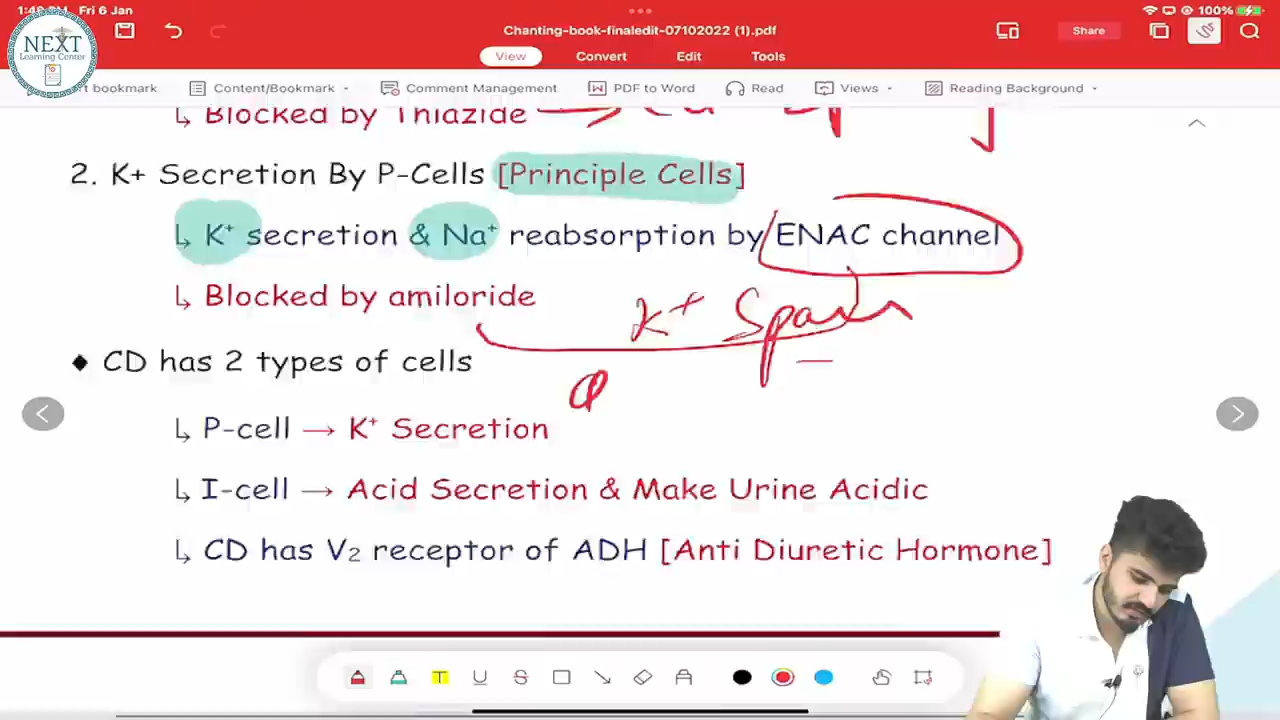 1:48 PM Fri 6 Jan
100%
NEXT
Learning Center
Chanting-book-finaledit-07102022 (1).pdf
Share
View Convert Edit Tools
bookmark Content/Bookmark Comment Management PDF to Word Read Views Reading Background
↳ Blocked by Thiazide
2. K+ Secretion By P-Cells [Principle Cells]
↳ K⁺ secretion & Na⁺ reabsorption by ENAC channel
↳ Blocked by amiloride
K+ Spar
◆ CD has 2 types of cells
↳ P-cell → K⁺ Secretion
↳ I-cell → Acid Secretion & Make Urine Acidic
↳ CD has V₂ receptor of ADH [Anti Diuretic Hormone]